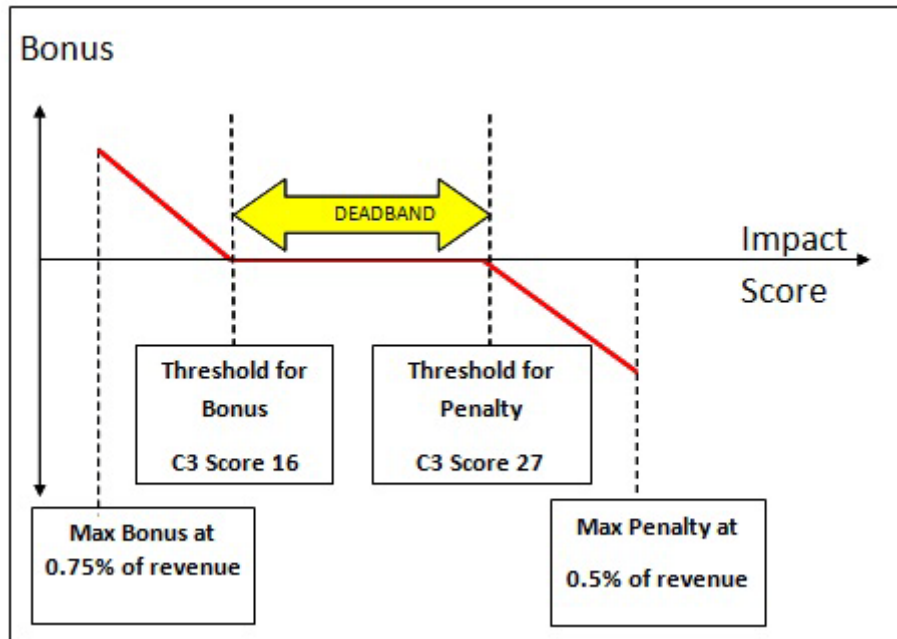 Bonus
DEADBAND
Impact
Score
Threshold for
Bonus
C3 Score 16
Threshold for
Penalty
C3 Score 27
Max Bonus at
0.75% of revenue
Max Penalty at
0.5% of revenue